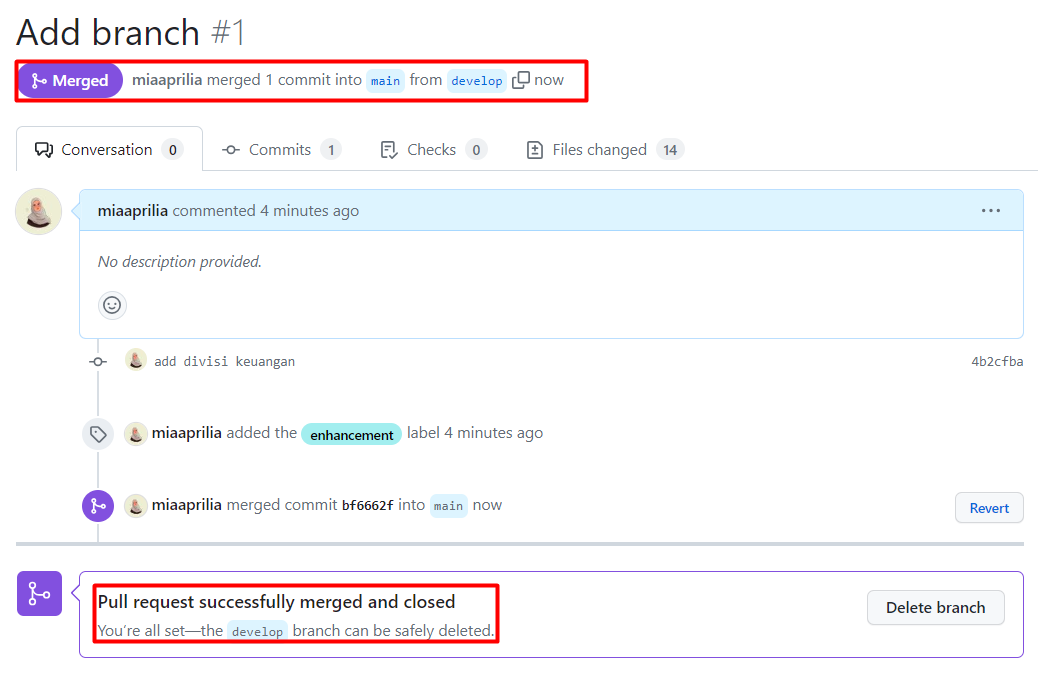 Add branch #1
Merged miaaprilia merged 1 commit into main from develop now
Conversation 0 Commits 1 Checks 0 Files changed 14
miaaprilia commented 4 minutes ago ...
No description provided.
add divisi keuangan 4b2cfba
miaaprilia added the enhancement label 4 minutes ago
miaaprilia merged commit bf6662f into main now Revert
Pull request successfully merged and closed
You're all set—the develop branch can be safely deleted.
Delete branch